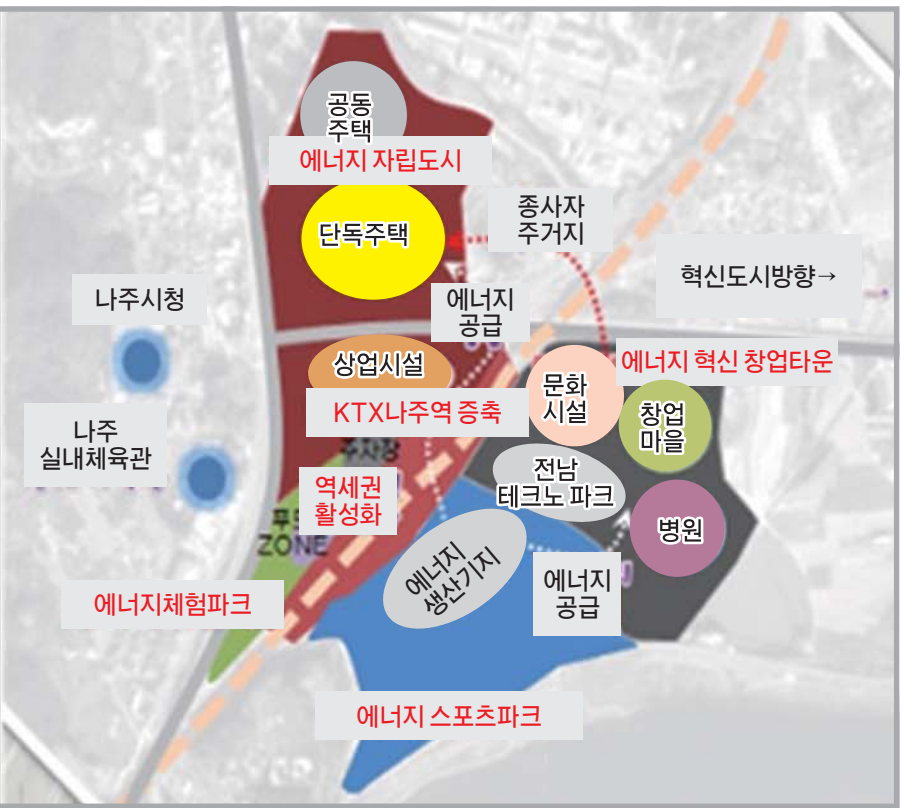 공동
주택
에너지 자립도시
단독주택
종사자
주거지
혁신도시방향→
나주시청
에너지
공급
상업시설
에너지 혁신 창업타운
문화
시설
KTX나주역 증축
창업
마을
나주
실내체육관
주차장
전남
테크노 파크
역세권
활성화
병원
푸드
ZONE
에너지
생산기지
에너지
공급
에너지체험파크
에너지 스포츠파크